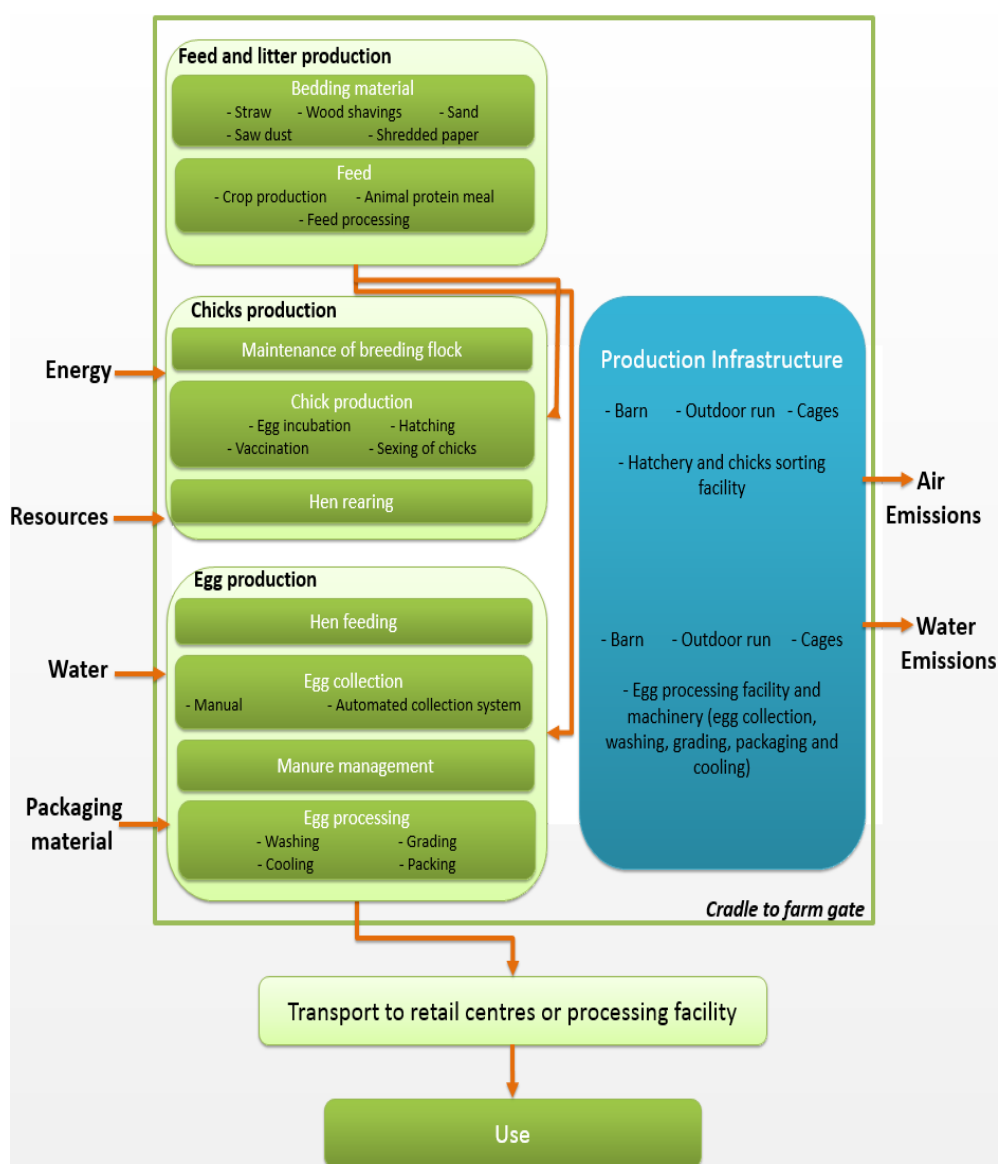 Feed and litter production
Bedding material
- Straw - Wood shavings - Sand
- Saw dust - Shredded paper
Feed
- Crop production - Animal protein meal
- Feed processing
Chicks production
Maintenance of breeding flock
Chick production
- Egg incubation - Hatching
- Vaccination - Sexing of chicks
Hen rearing
Egg production
Hen feeding
Egg collection
- Manual - Automated collection system
Manure management
Egg processing
- Washing - Grading
- Cooling - Packing
Energy
Resources
Water
Packaging
material
Production Infrastructure
- Barn - Outdoor run - Cages
- Hatchery and chicks sorting
facility
- Barn - Outdoor run - Cages
- Egg processing facility and
machinery (egg collection,
washing, grading, packaging and
cooling)
Air
Emissions
Water
Emissions
Cradle to farm gate
Transport to retail centres or processing facility
Use